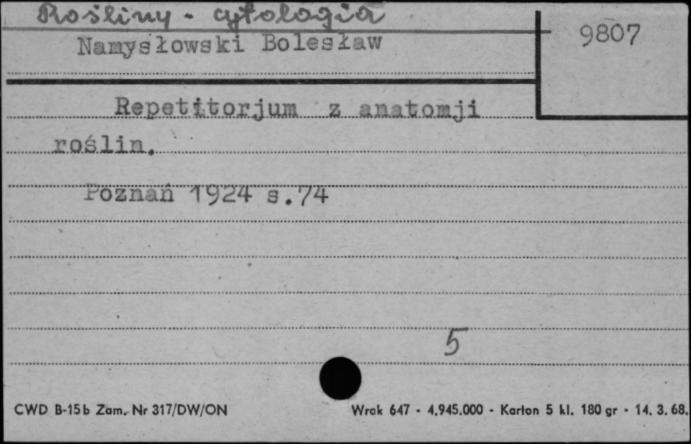 Rośliny - cytologia
Namysłowski Bolesław
9807
Repetitorjum z anatomji
roślin.
Poznań 1924 s.74
5
CWD B-15b Zam. Nr 317/DW/ON
Wrak 647 - 4.945.000 - Karton 5 kl. 180 gr - 14. 3. 68.